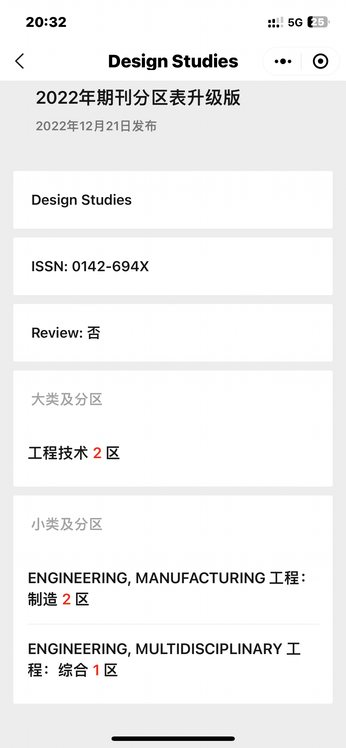 20:32
5G 25
Design Studies
2022年期刊分区表升级版
2022年12月21日发布
Design Studies
ISSN: 0142-694X
Review: 否
大类及分区
工程技术 2 区
小类及分区
ENGINEERING, MANUFACTURING 工程：
制造 2 区
ENGINEERING, MULTIDISCIPLINARY 工
程：综合 1 区